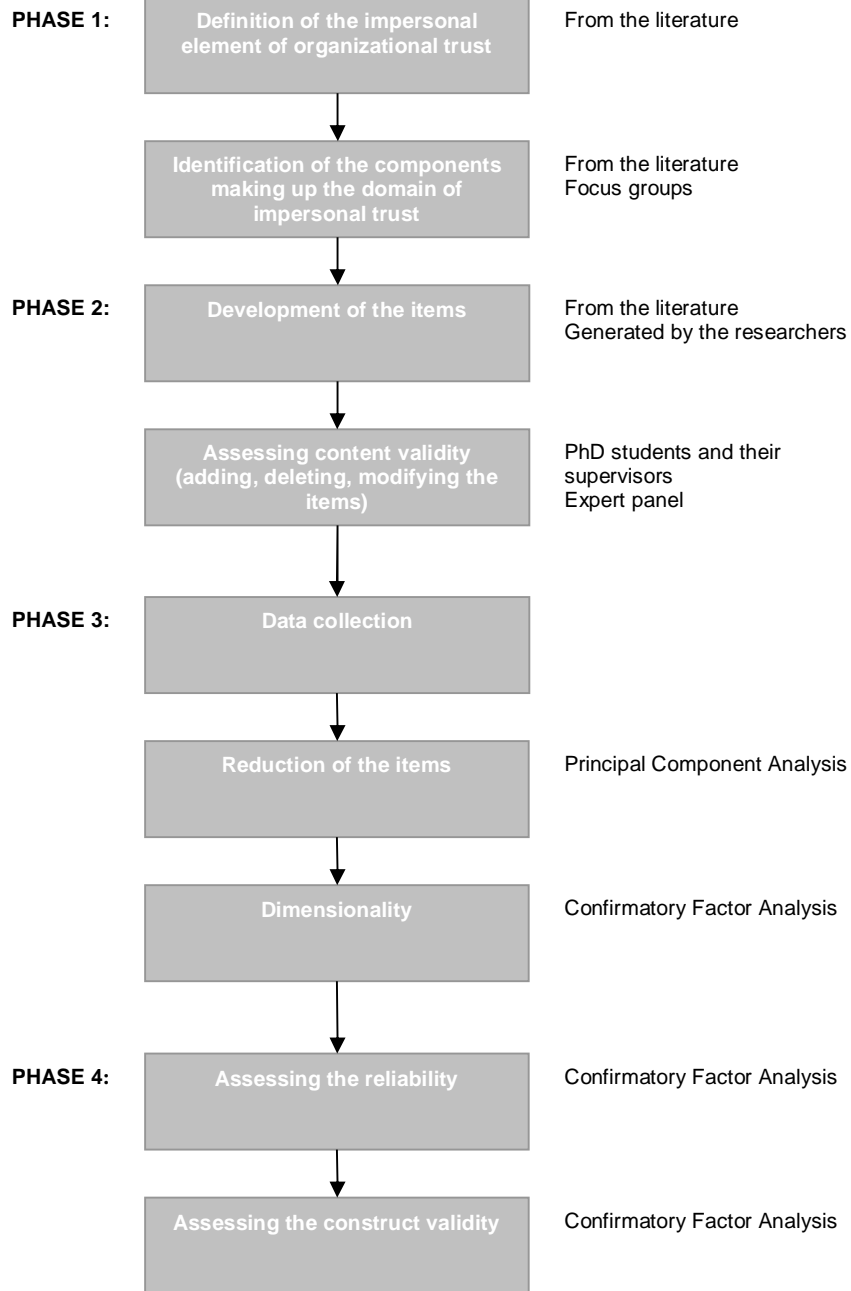 PHASE 1:
Definition of the impersonal
element of organizational trust
From the literature
Identification of the components
making up the domain of
impersonal trust
From the literature
Focus groups
PHASE 2:
Development of the items
From the literature
Generated by the researchers
Assessing content validity
(adding, deleting, modifying the
items)
PhD students and their
supervisors
Expert panel
PHASE 3:
Data collection
Reduction of the items
Principal Component Analysis
Dimensionality
Confirmatory Factor Analysis
PHASE 4:
Assessing the reliability
Confirmatory Factor Analysis
Assessing the construct validity
Confirmatory Factor Analysis